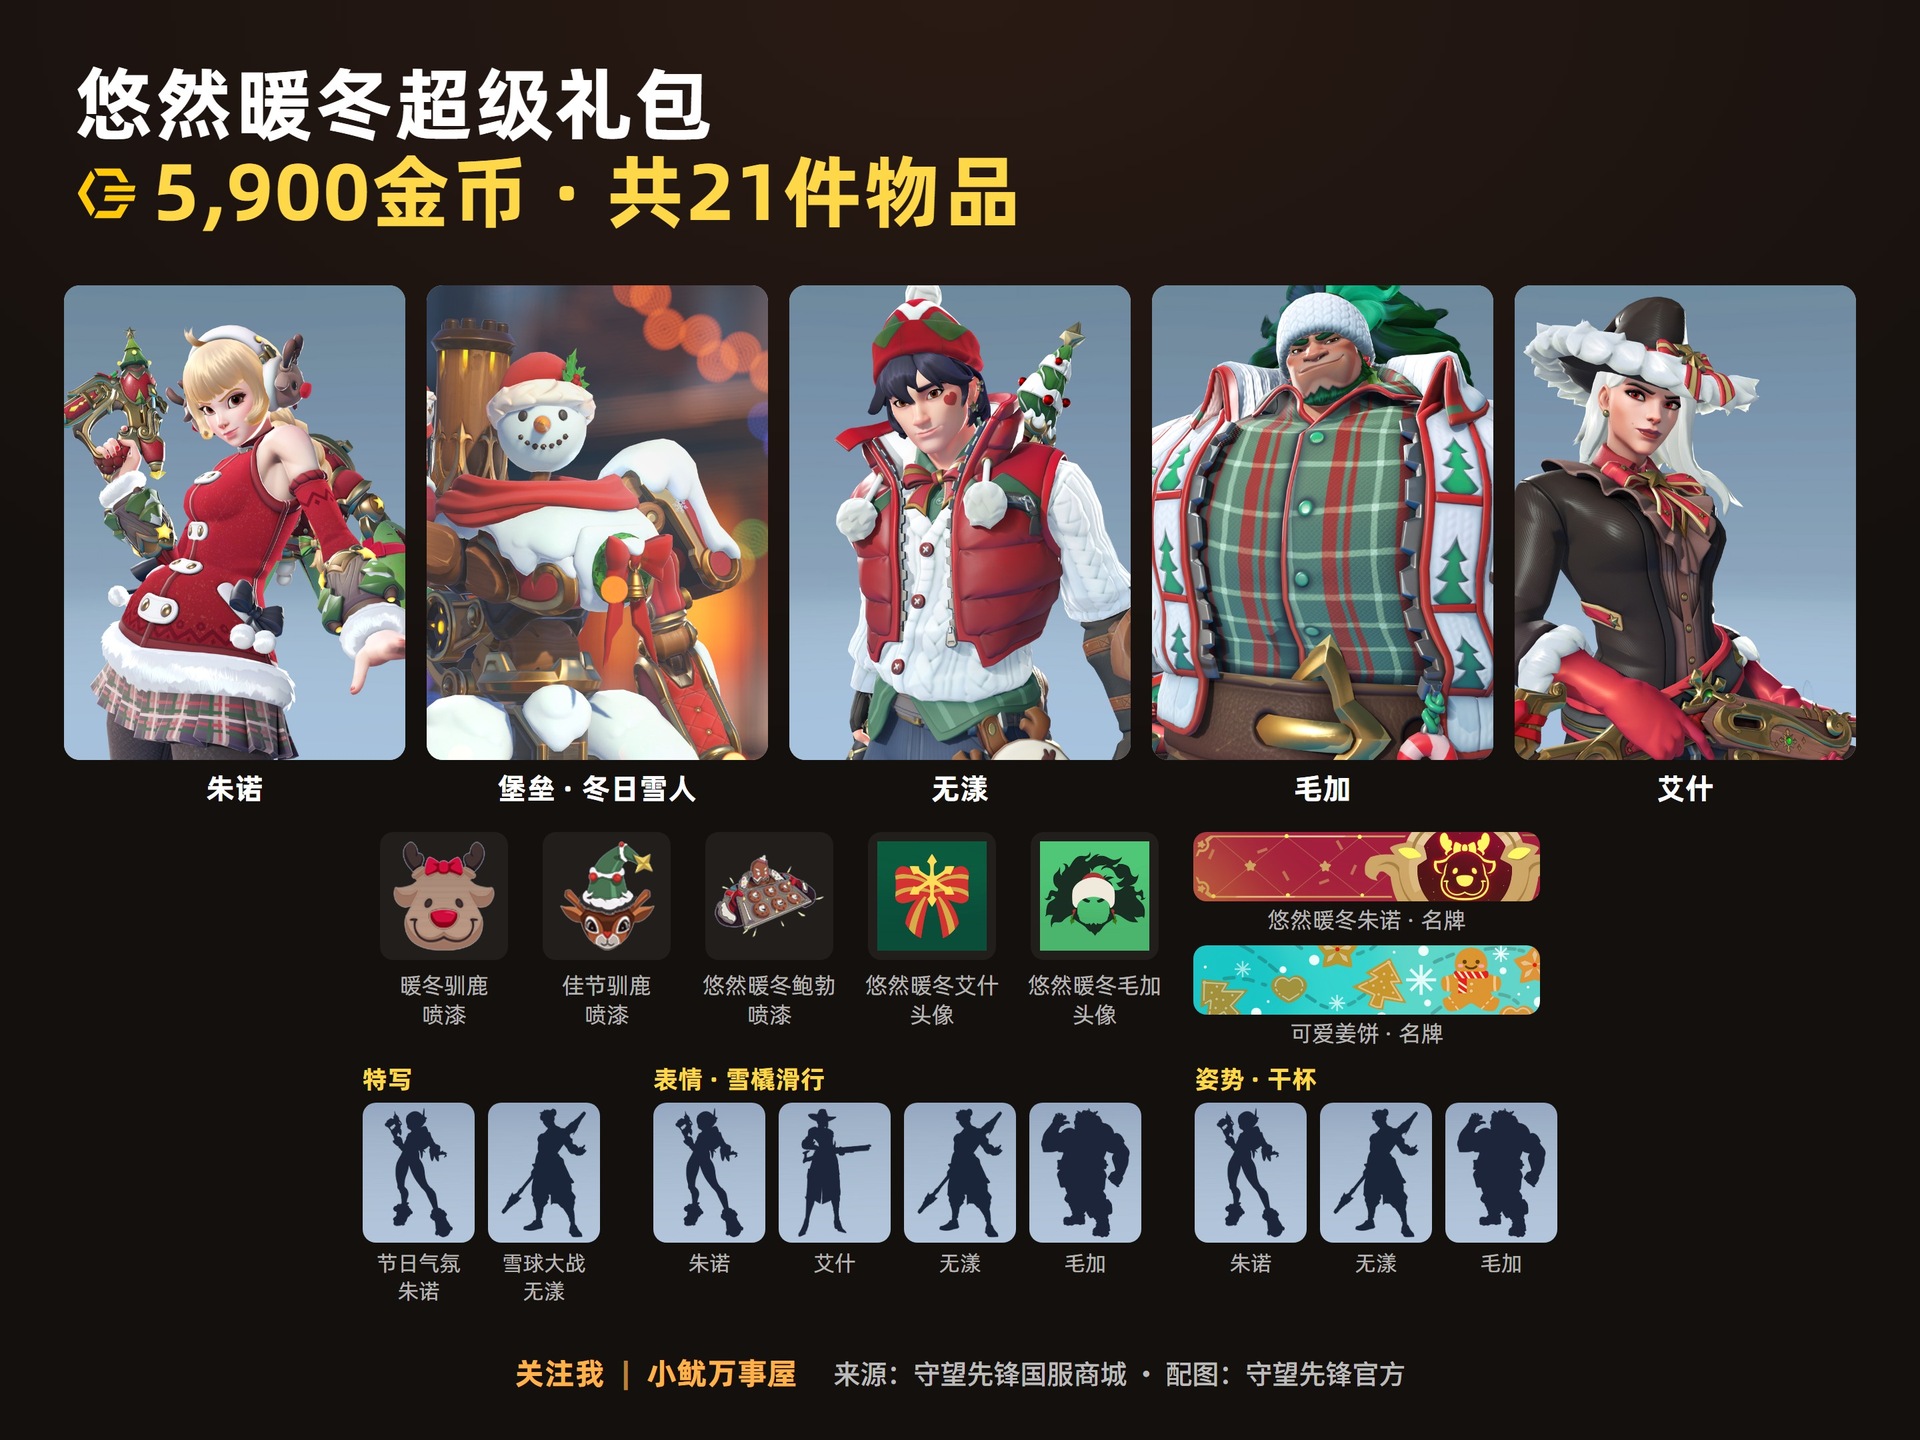 悠然暖冬超级礼包
5,900金币 · 共21件物品
朱诺
堡垒 · 冬日雪人
无漾
毛加
艾什
暖冬驯鹿
喷漆
佳节驯鹿
喷漆
悠然暖冬鲍勃
喷漆
悠然暖冬艾什
头像
悠然暖冬毛加
头像
悠然暖冬朱诺 · 名牌
可爱姜饼 · 名牌
特写
节日气氛
朱诺
雪球大战
无漾
表情 · 雪橇滑行
朱诺
艾什
无漾
毛加
姿势 · 干杯
朱诺
无漾
毛加
关注我 | 小鱿万事屋 来源：守望先锋国服商城 • 配图：守望先锋官方